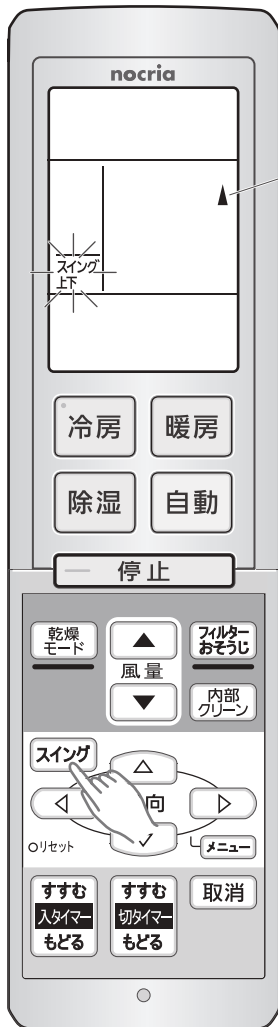 nocria
スイング
上下
冷房 暖房
除湿 自動
停止
乾燥
モード
風量
フィルター
おそうじ
内部
クリーン
スイング
向
リセット
メニュー
すすむ
入タイマー
もどる
すすむ
切タイマー
もどる
取消